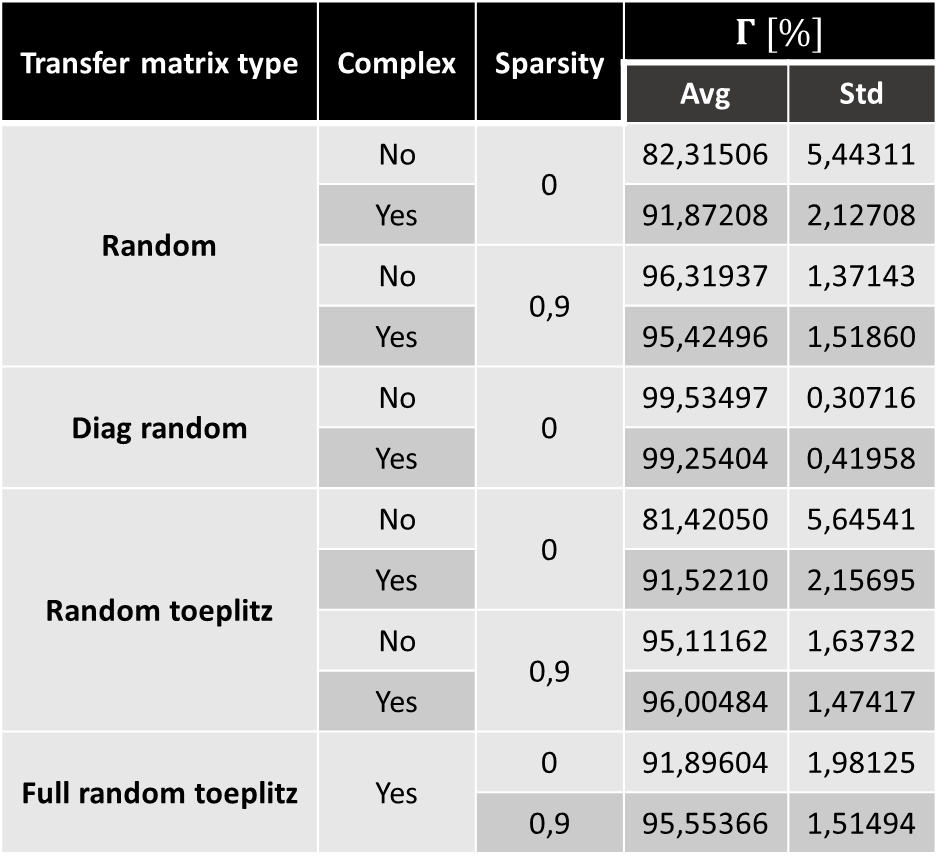 Transfer matrix type Complex Sparsity Γ [%]
Avg Std
Random No 0 82,31506 5,44311
Yes 91,87208 2,12708
No 0,9 96,31937 1,37143
Yes 95,42496 1,51860
Diag random No 0 99,53497 0,30716
Yes 99,25404 0,41958
Random toeplitz No 0 81,42050 5,64541
Yes 91,52210 2,15695
No 0,9 95,11162 1,63732
Yes 96,00484 1,47417
Full random toeplitz Yes 0 91,89604 1,98125
0,9 95,55366 1,51494